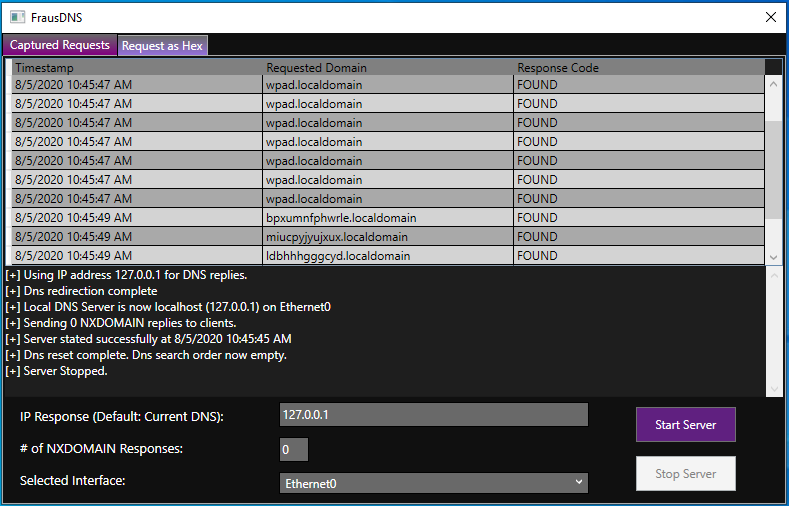 FrausDNS
Captured Requests Request as Hex
Timestamp Requested Domain Response Code
8/5/2020 10:45:47 AM wpad.localdomain FOUND
8/5/2020 10:45:47 AM wpad.localdomain FOUND
8/5/2020 10:45:47 AM wpad.localdomain FOUND
8/5/2020 10:45:47 AM wpad.localdomain FOUND
8/5/2020 10:45:47 AM wpad.localdomain FOUND
8/5/2020 10:45:47 AM wpad.localdomain FOUND
8/5/2020 10:45:47 AM wpad.localdomain FOUND
8/5/2020 10:45:49 AM bpxumnfphwrle.localdomain FOUND
8/5/2020 10:45:49 AM miucpyjyujxux.localdomain FOUND
8/5/2020 10:45:49 AM ldbhhhgggcyd.localdomain FOUND
[+] Using IP address 127.0.0.1 for DNS replies.
[+] Dns redirection complete
[+] Local DNS Server is now localhost (127.0.0.1) on Ethernet0
[+] Sending 0 NXDOMAIN replies to clients.
[+] Server stated successfully at 8/5/2020 10:45:45 AM
[+] Dns reset complete. Dns search order now empty.
[+] Server Stopped.
IP Response (Default: Current DNS): 127.0.0.1 Start Server
# of NXDOMAIN Responses: 0
Selected Interface: Ethernet0 Stop Server